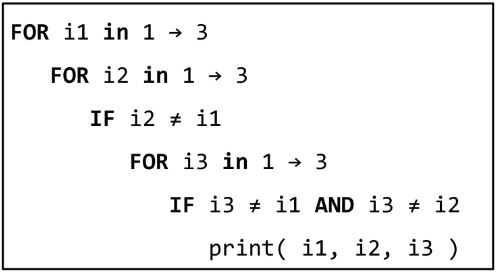 FOR i1 in 1 → 3
FOR i2 in 1 → 3
IF i2 ≠ i1
FOR i3 in 1 → 3
IF i3 ≠ i1 AND i3 ≠ i2
print( i1, i2, i3 )